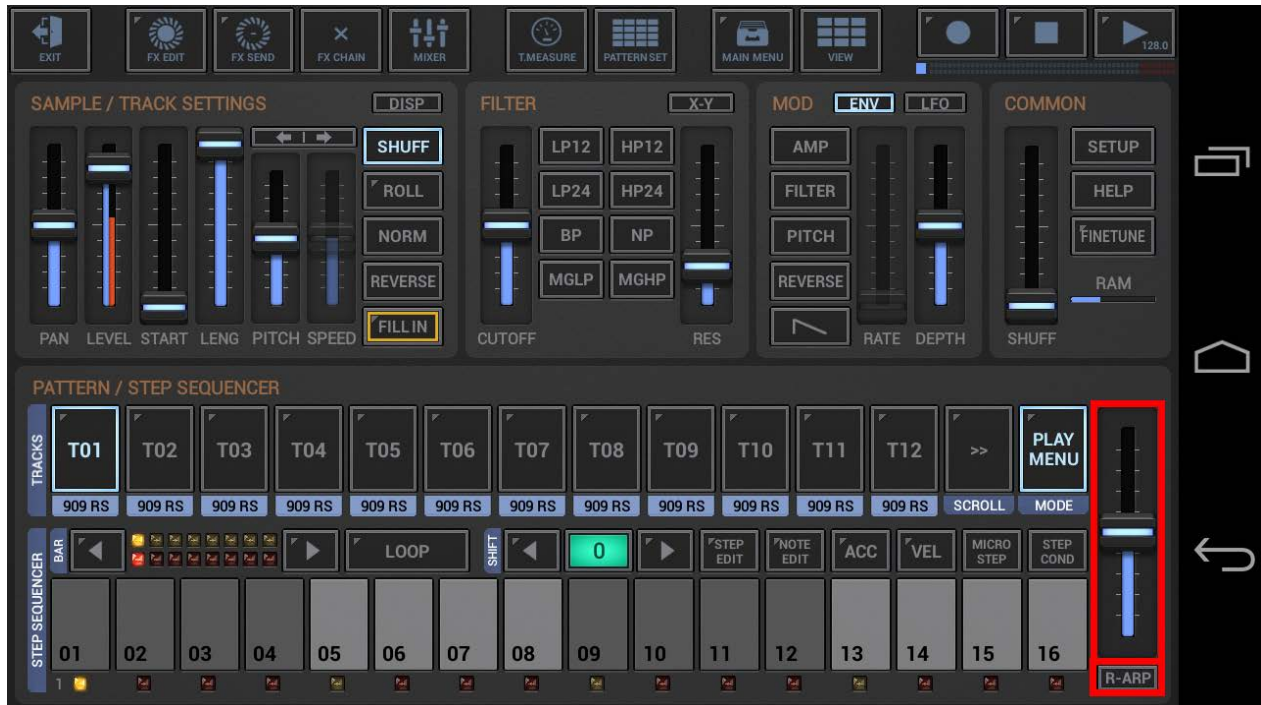 EXIT
FX EDIT
FX SEND
FX CHAIN
MIXER
T.MEASURE
PATTERN SET
MAIN MENU
VIEW
128.0
SAMPLE / TRACK SETTINGS
DISP
SHUFF
ROLL
NORM
REVERSE
FILL IN
PAN LEVEL START LENG PITCH SPEED
FILTER
X-Y
LP12 HP12
LP24 HP24
BP NP
MGLP MGHP
CUTOFF RES
MOD ENV LFO
AMP
FILTER
PITCH
REVERSE
RATE DEPTH
COMMON
SETUP
HELP
FINETUNE
RAM
SHUFF
PATTERN / STEP SEQUENCER
TRACKS
T01 T02 T03 T04 T05 T06 T07 T08 T09 T10 T11 T12 >> PLAY MENU
909 RS 909 RS 909 RS 909 RS 909 RS 909 RS 909 RS 909 RS 909 RS 909 RS 909 RS 909 RS SCROLL MODE
STEP SEQUENCER
BAR
LOOP
SHIFT
0
STEP EDIT
NOTE EDIT
ACC
VEL
MICRO STEP
STEP COND
01 02 03 04 05 06 07 08 09 10 11 12 13 14 15 16
1
R-ARP